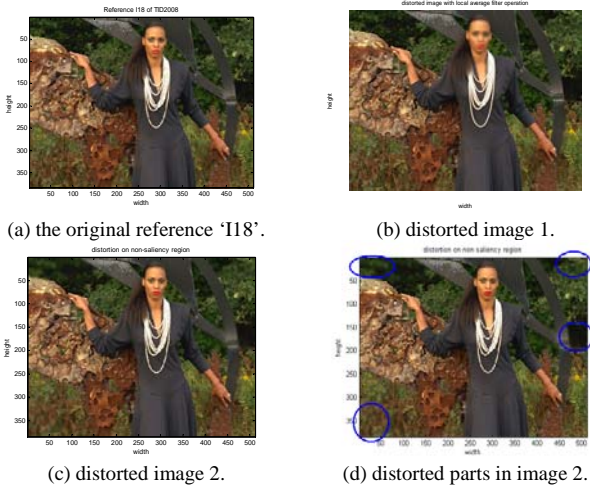 Reference I18 of TID2008
distorted image with local average filter operation
height
50
100
150
200
250
300
350
50 100 150 200 250 300 350 400 450 500
width
height
width
(a) the original reference ‘I18’.
(b) distorted image 1.
distortion on non-saliency region
distortion on non saliency region
height
50
100
150
200
250
300
350
50 100 150 200 250 300 350 400 450 500
width
height
50
100
150
200
250
300
350
50 100 150 200 250 300 350 400 450 500
width
(c) distorted image 2.
(d) distorted parts in image 2.